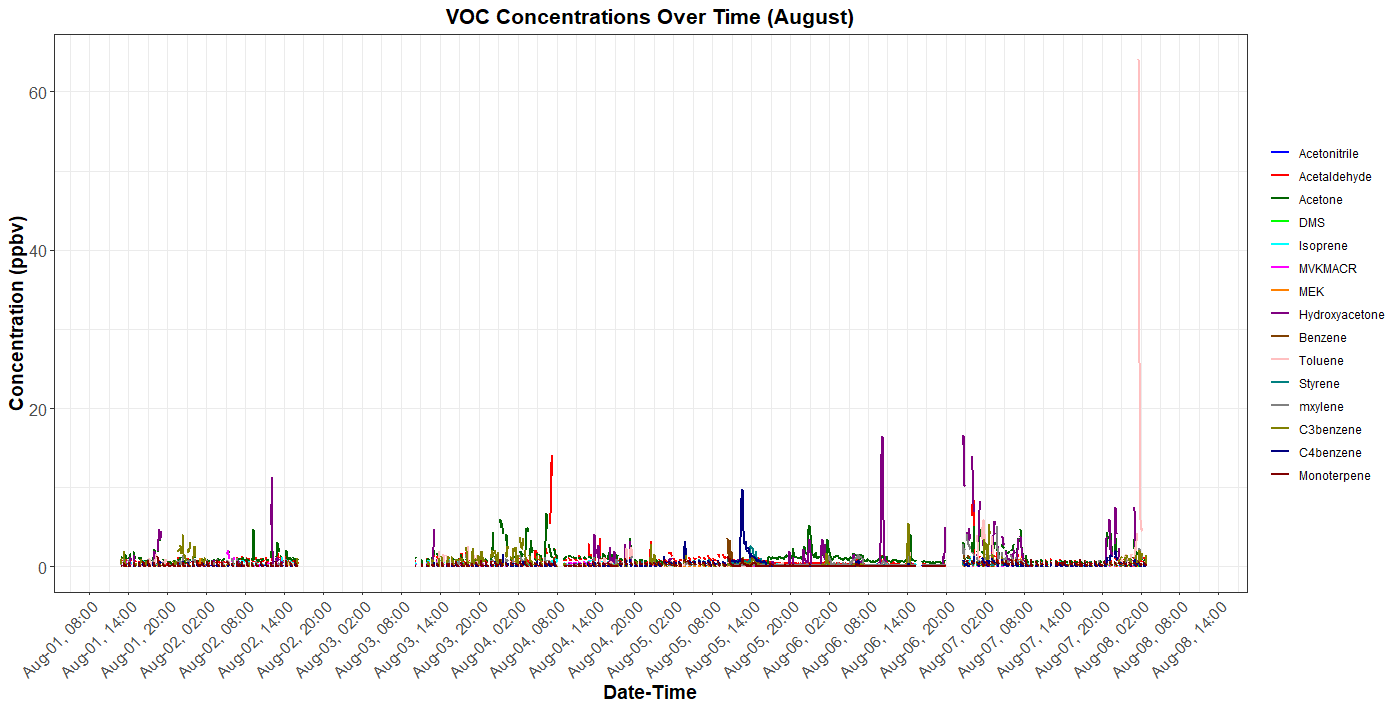 VOC Concentrations Over Time (August)
Concentration (ppbv)
60
40
20
0
Aug-01, 08:00
Aug-01, 14:00
Aug-01, 20:00
Aug-02, 02:00
Aug-02, 08:00
Aug-02, 14:00
Aug-02, 20:00
Aug-03, 02:00
Aug-03, 08:00
Aug-03, 14:00
Aug-03, 20:00
Aug-04, 02:00
Aug-04, 08:00
Aug-04, 14:00
Aug-04, 20:00
Aug-05, 02:00
Aug-05, 08:00
Aug-05, 14:00
Aug-05, 20:00
Aug-06, 02:00
Aug-06, 08:00
Aug-06, 14:00
Aug-06, 20:00
Aug-07, 02:00
Aug-07, 08:00
Aug-07, 14:00
Aug-07, 20:00
Aug-08, 02:00
Aug-08, 08:00
Aug-08, 14:00
Date-Time
Acetonitrile
Acetaldehyde
Acetone
DMS
Isoprene
MVKMACR
MEK
Hydroxyacetone
Benzene
Toluene
Styrene
mxylene
C3benzene
C4benzene
Monoterpene